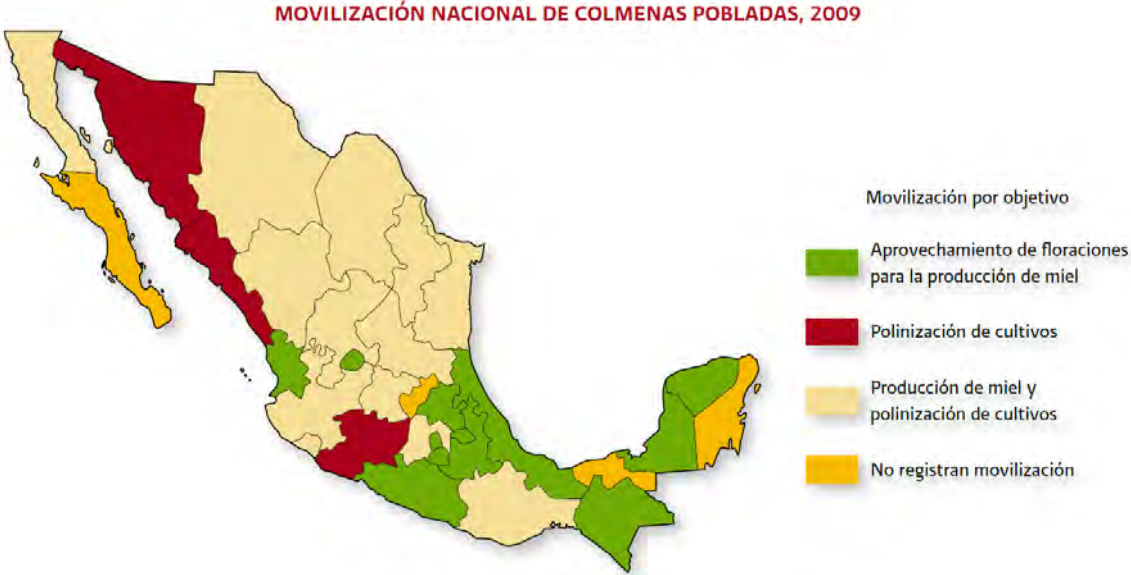 MOVILIZACIÓN NACIONAL DE COLMENAS POBLADAS, 2009
Movilización por objetivo
Aprovechamiento de floraciones
para la producción de miel
Polinización de cultivos
Producción de miel y
polinización de cultivos
No registran movilización